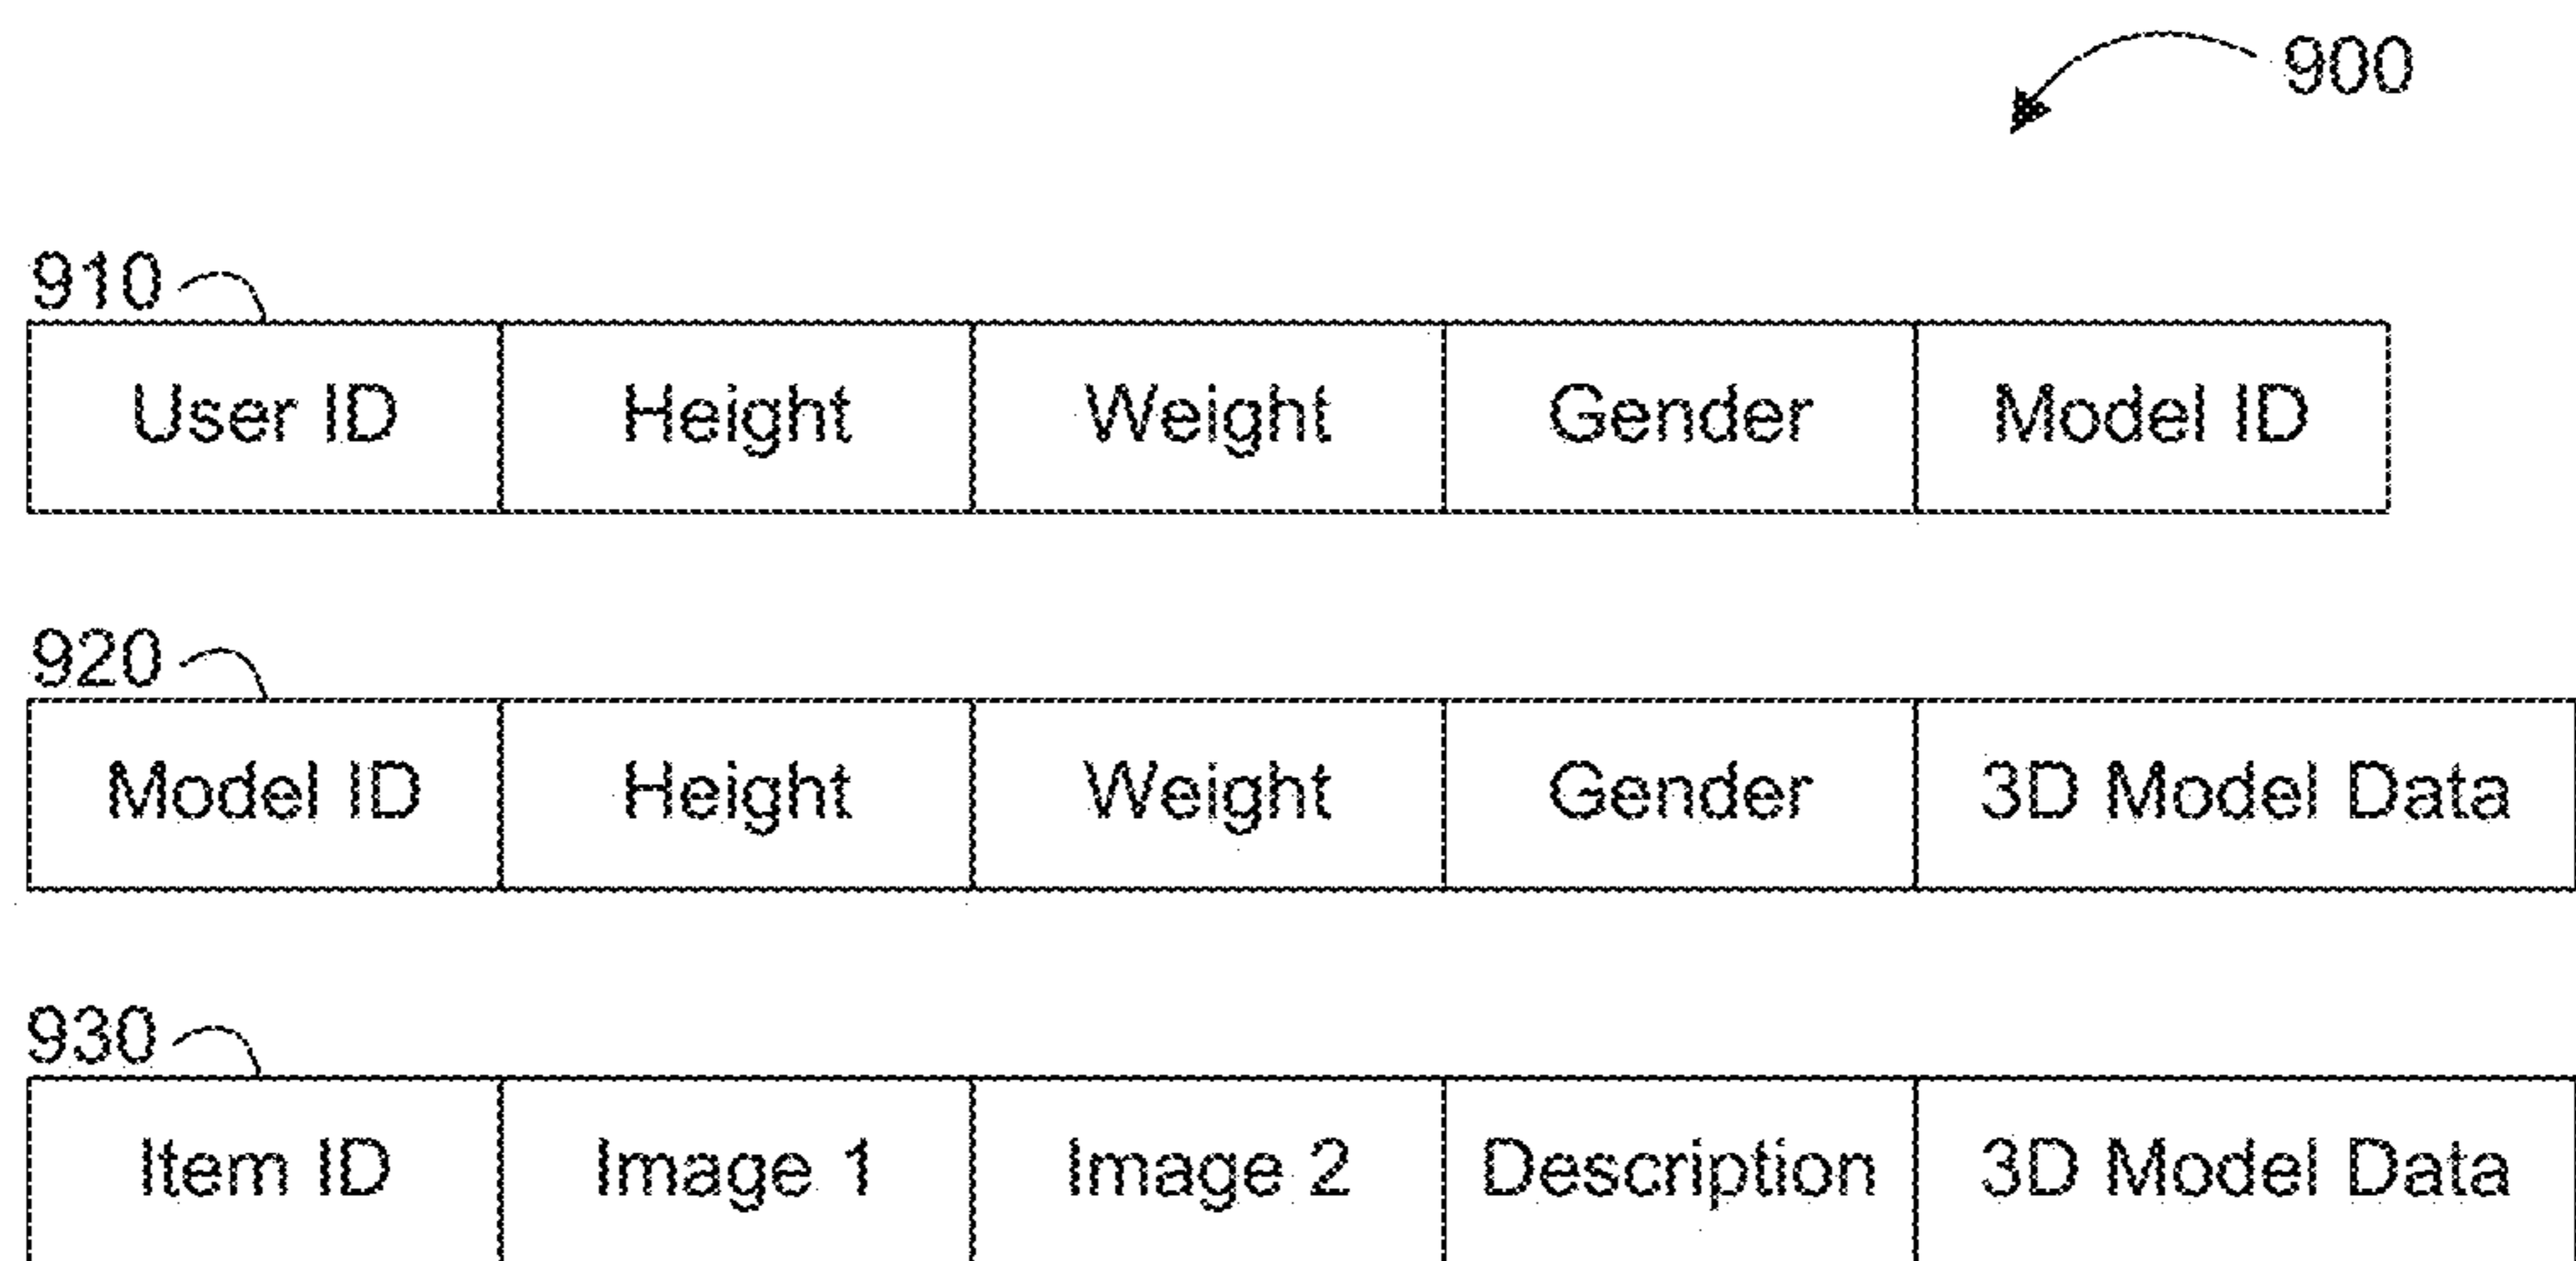 900
910
User ID Height Weight Gender Model ID
920
Model ID Height Weight Gender 3D Model Data
930
Item ID Image 1 Image 2 Description 3D Model Data